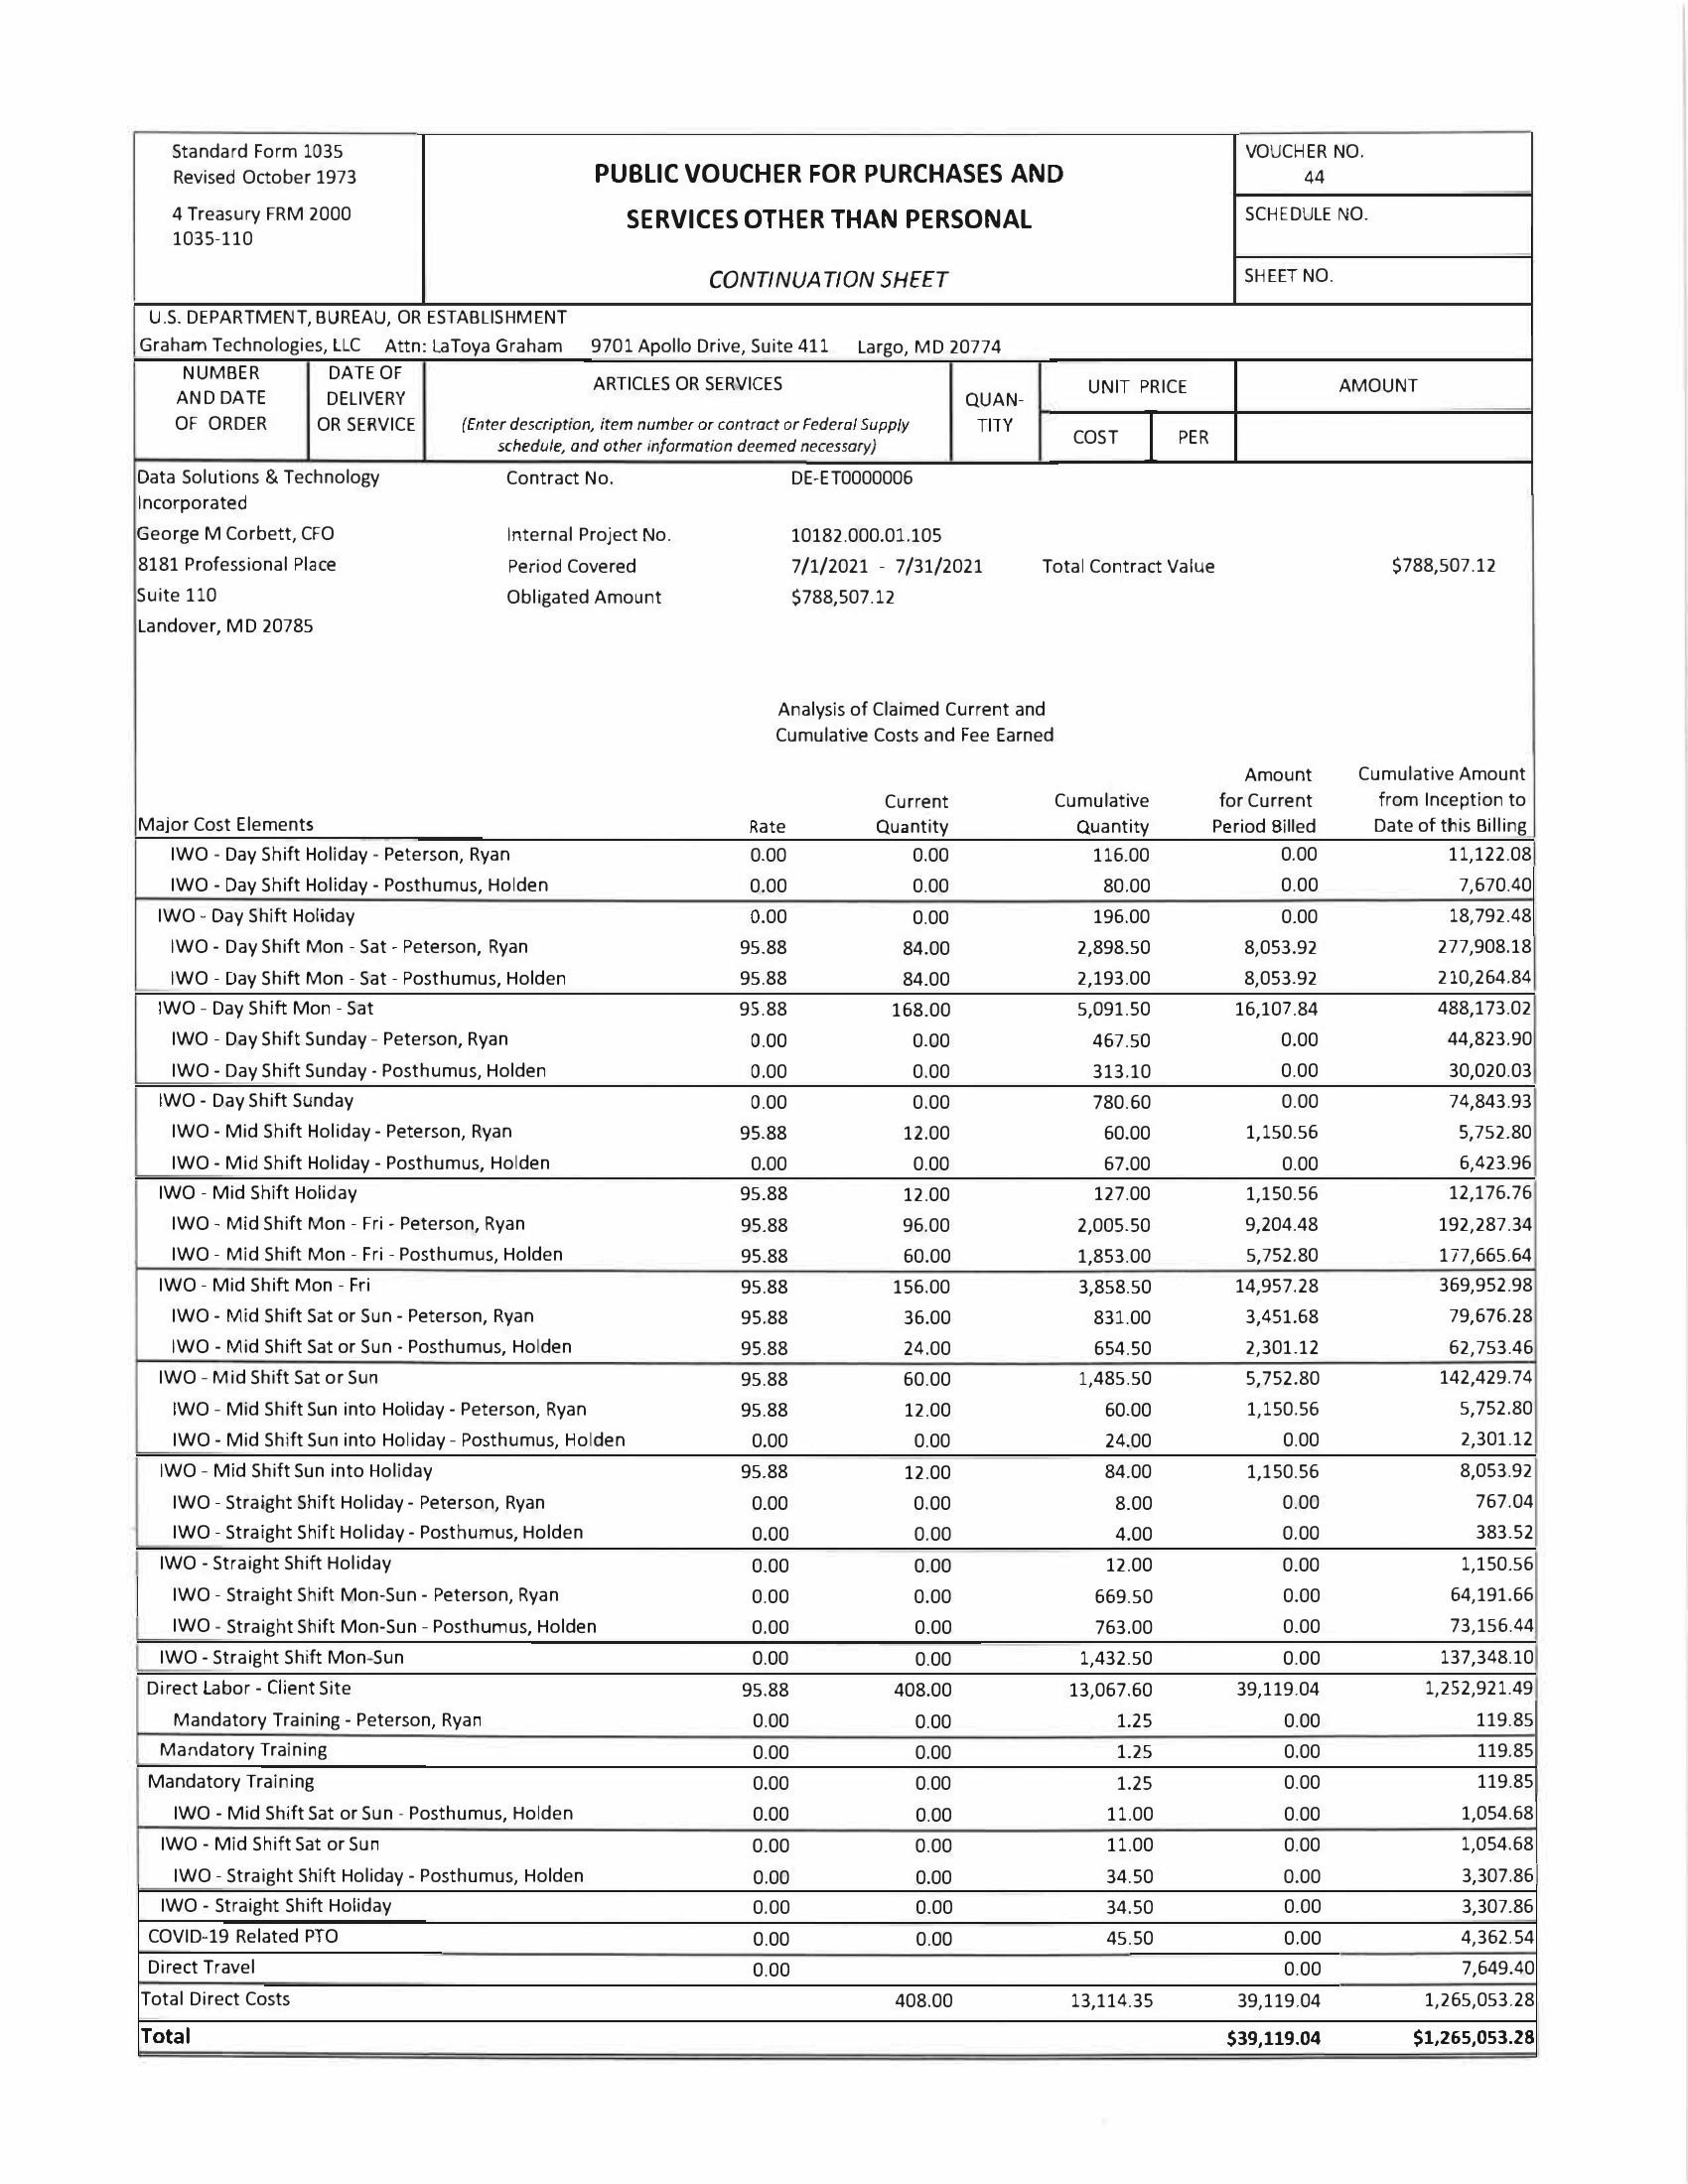 Standard Form 1035
Revised October 1973
4 Treasury FRM 2000
1035-110
PUBLIC VOUCHER FOR PURCHASES AND
SERVICES OTHER THAN PERSONAL
CONTINUATION SHEET
VOUCHER NO.
44
SCHEDULE NO.
SHEET NO.
U.S. DEPARTMENT, BUREAU, OR ESTABLISHMENT
Graham Technologies, LLC Attn: LaToya Graham 9701 Apollo Drive, Suite 411 Largo, MD 20774
NUMBER
AND DATE
OF ORDER
DATE OF
DELIVERY
OR SERVICE
ARTICLES OR SERVICES
(Enter description, item number or contract or Federal Supply
schedule, and other information deemed necessary)
QUAN-
TITY
UNIT PRICE
COST PER
AMOUNT
Data Solutions & Technology Contract No. DE-ET0000006
Incorporated
George M Corbett, CFO Internal Project No. 10182.000.01.105
8181 Professional Place Period Covered 7/1/2021 - 7/31/2021 Total Contract Value $788,507.12
Suite 110 Obligated Amount $788,507.12
Landover, MD 20785
Analysis of Claimed Current and
Cumulative Costs and Fee Earned
Amount Cumulative Amount
Current Cumulative for Current from Inception to
Major Cost Elements Rate Quantity Quantity Period Billed Date of this Billing
IWO - Day Shift Holiday - Peterson, Ryan 0.00 0.00 116.00 0.00 11,122.08
IWO - Day Shift Holiday - Posthumus, Holden 0.00 0.00 80.00 0.00 7,670.40
IWO - Day Shift Holiday 0.00 0.00 196.00 0.00 18,792.48
IWO - Day Shift Mon - Sat - Peterson, Ryan 95.88 84.00 2,898.50 8,053.92 277,908.18
IWO - Day Shift Mon - Sat - Posthumus, Holden 95.88 84.00 2,193.00 8,053.92 210,264.84
IWO - Day Shift Mon - Sat 95.88 168.00 5,091.50 16,107.84 488,173.02
IWO - Day Shift Sunday - Peterson, Ryan 0.00 0.00 467.50 0.00 44,823.90
IWO - Day Shift Sunday - Posthumus, Holden 0.00 0.00 313.10 0.00 30,020.03
IWO - Day Shift Sunday 0.00 0.00 780.60 0.00 74,843.93
IWO - Mid Shift Holiday - Peterson, Ryan 95.88 12.00 60.00 1,150.56 5,752.80
IWO - Mid Shift Holiday - Posthumus, Holden 0.00 0.00 67.00 0.00 6,423.96
IWO - Mid Shift Holiday 95.88 12.00 127.00 1,150.56 12,176.76
IWO - Mid Shift Mon - Fri - Peterson, Ryan 95.88 96.00 2,005.50 9,204.48 192,287.34
IWO - Mid Shift Mon - Fri - Posthumus, Holden 95.88 60.00 1,853.00 5,752.80 177,665.64
IWO - Mid Shift Mon - Fri 95.88 156.00 3,858.50 14,957.28 369,952.98
IWO - Mid Shift Sat or Sun - Peterson, Ryan 95.88 36.00 831.00 3,451.68 79,676.28
IWO - Mid Shift Sat or Sun - Posthumus, Holden 95.88 24.00 654.50 2,301.12 62,753.46
IWO - Mid Shift Sat or Sun 95.88 60.00 1,485.50 5,752.80 142,429.74
IWO - Mid Shift Sun into Holiday - Peterson, Ryan 95.88 12.00 60.00 1,150.56 5,752.80
IWO - Mid Shift Sun into Holiday - Posthumus, Holden 0.00 0.00 24.00 0.00 2,301.12
IWO - Mid Shift Sun into Holiday 95.88 12.00 84.00 1,150.56 8,053.92
IWO - Straight Shift Holiday - Peterson, Ryan 0.00 0.00 8.00 0.00 767.04
IWO - Straight Shift Holiday - Posthumus, Holden 0.00 0.00 4.00 0.00 383.52
IWO - Straight Shift Holiday 0.00 0.00 12.00 0.00 1,150.56
IWO - Straight Shift Mon-Sun - Peterson, Ryan 0.00 0.00 669.50 0.00 64,191.66
IWO - Straight Shift Mon-Sun - Posthumus, Holden 0.00 0.00 763.00 0.00 73,156.44
IWO - Straight Shift Mon-Sun 0.00 0.00 1,432.50 0.00 137,348.10
Direct Labor - Client Site 95.88 408.00 13,067.60 39,119.04 1,252,921.49
Mandatory Training - Peterson, Ryan 0.00 0.00 1.25 0.00 119.85
Mandatory Training 0.00 0.00 1.25 0.00 119.85
Mandatory Training 0.00 0.00 1.25 0.00 119.85
IWO - Mid Shift Sat or Sun - Posthumus, Holden 0.00 0.00 11.00 0.00 1,054.68
IWO - Mid Shift Sat or Sun 0.00 0.00 11.00 0.00 1,054.68
IWO - Straight Shift Holiday - Posthumus, Holden 0.00 0.00 34.50 0.00 3,307.86
IWO - Straight Shift Holiday 0.00 0.00 34.50 0.00 3,307.86
COVID-19 Related PTO 0.00 0.00 45.50 0.00 4,362.54
Direct Travel 0.00 0.00 7,649.40
Total Direct Costs 408.00 13,114.35 39,119.04 1,265,053.28
Total $39,119.04 $1,265,053.28